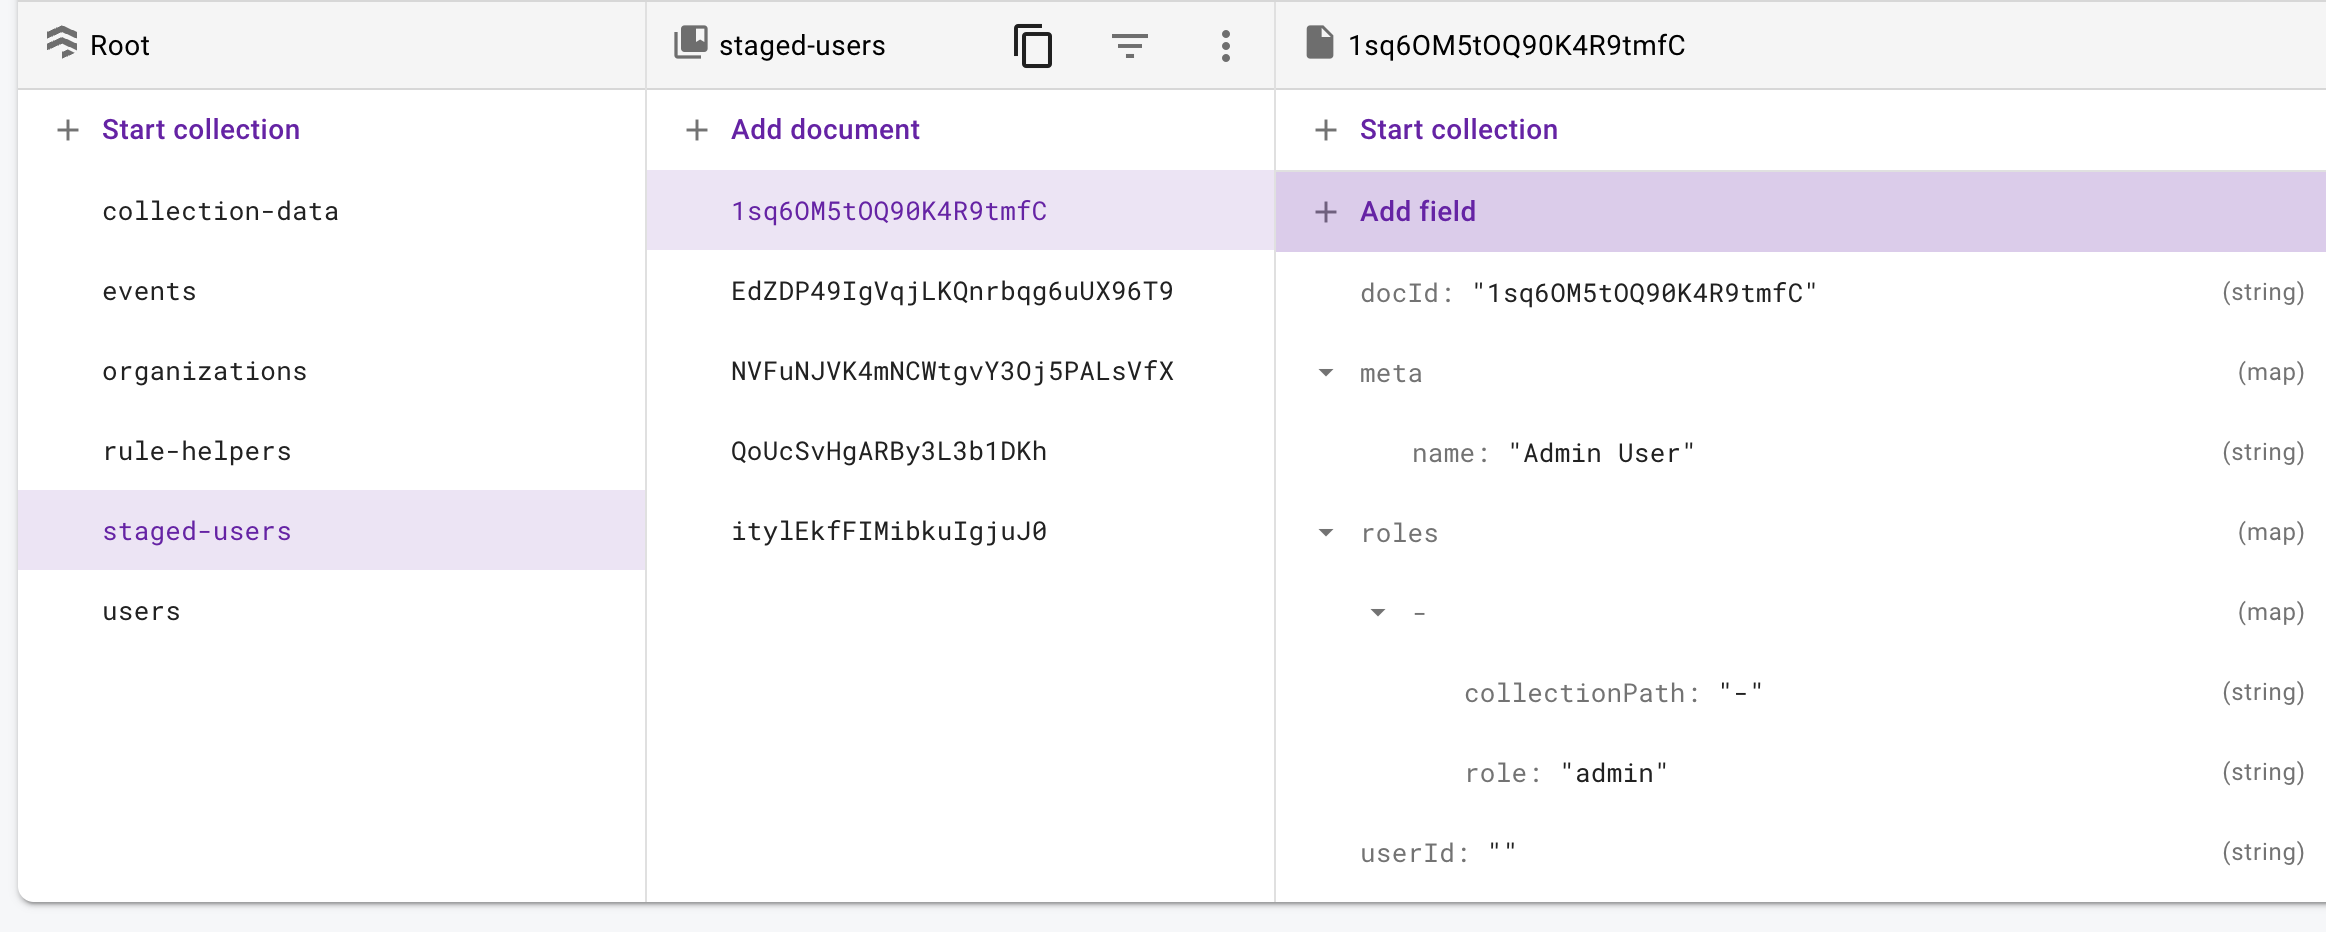 Root
Start collection
collection-data
events
organizations
rule-helpers
staged-users
users
staged-users
Add document
1sq6OM5tOQ90K4R9tmfC
EdZDP49IgVqjLKQnrbqg6uUX96T9
NVFuNJVK4mNCWtgvY3Oj5PALsVfX
QoUcSvHgARBy3L3b1DKh
itylEkfFIMibkuIgjuJ0
1sq6OM5tOQ90K4R9tmfC
Start collection
Add field
docId: "1sq6OM5tOQ90K4R9tmfC" (string)
meta (map)
name: "Admin User" (string)
roles (map)
- (map)
collectionPath: "-" (string)
role: "admin" (string)
userId: "" (string)